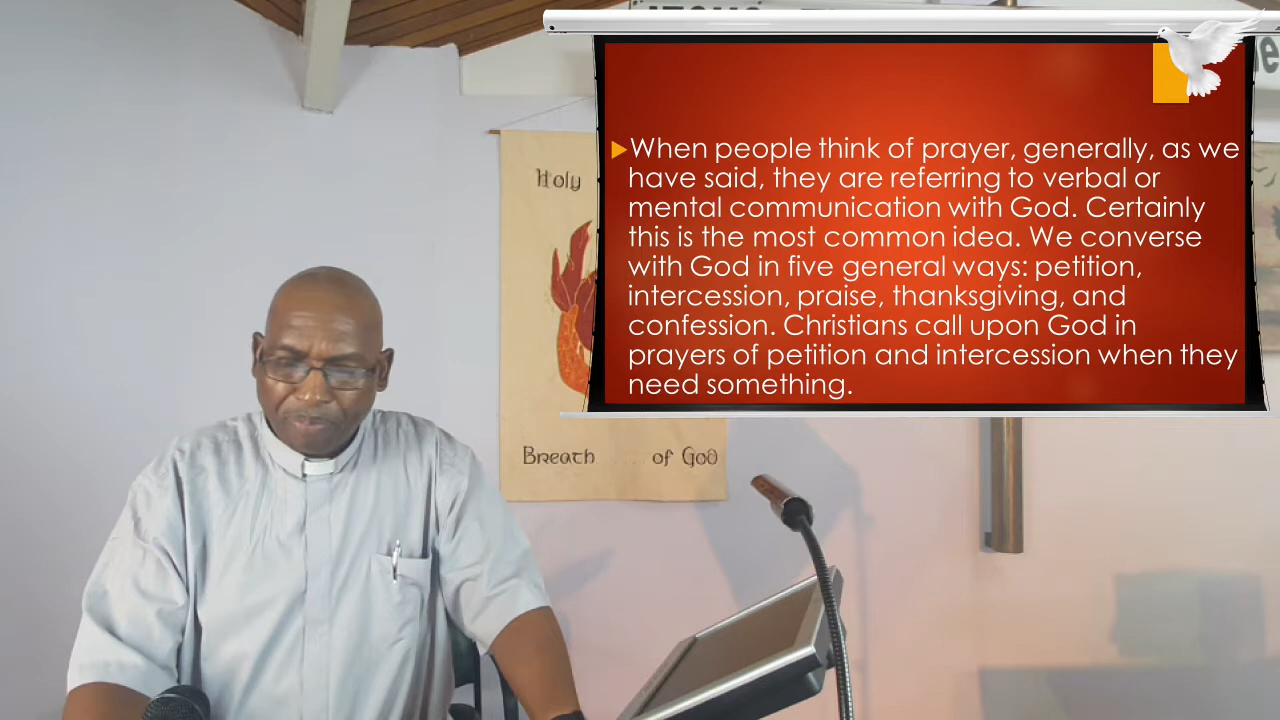 JESUS
When people think of prayer, generally, as we
have said, they are referring to verbal or
mental communication with God. Certainly
this is the most common idea. We converse
with God in five general ways: petition,
intercession, praise, thanksgiving, and
confession. Christians call upon God in
prayers of petition and intercession when they
need something.
Holy
Breath of God